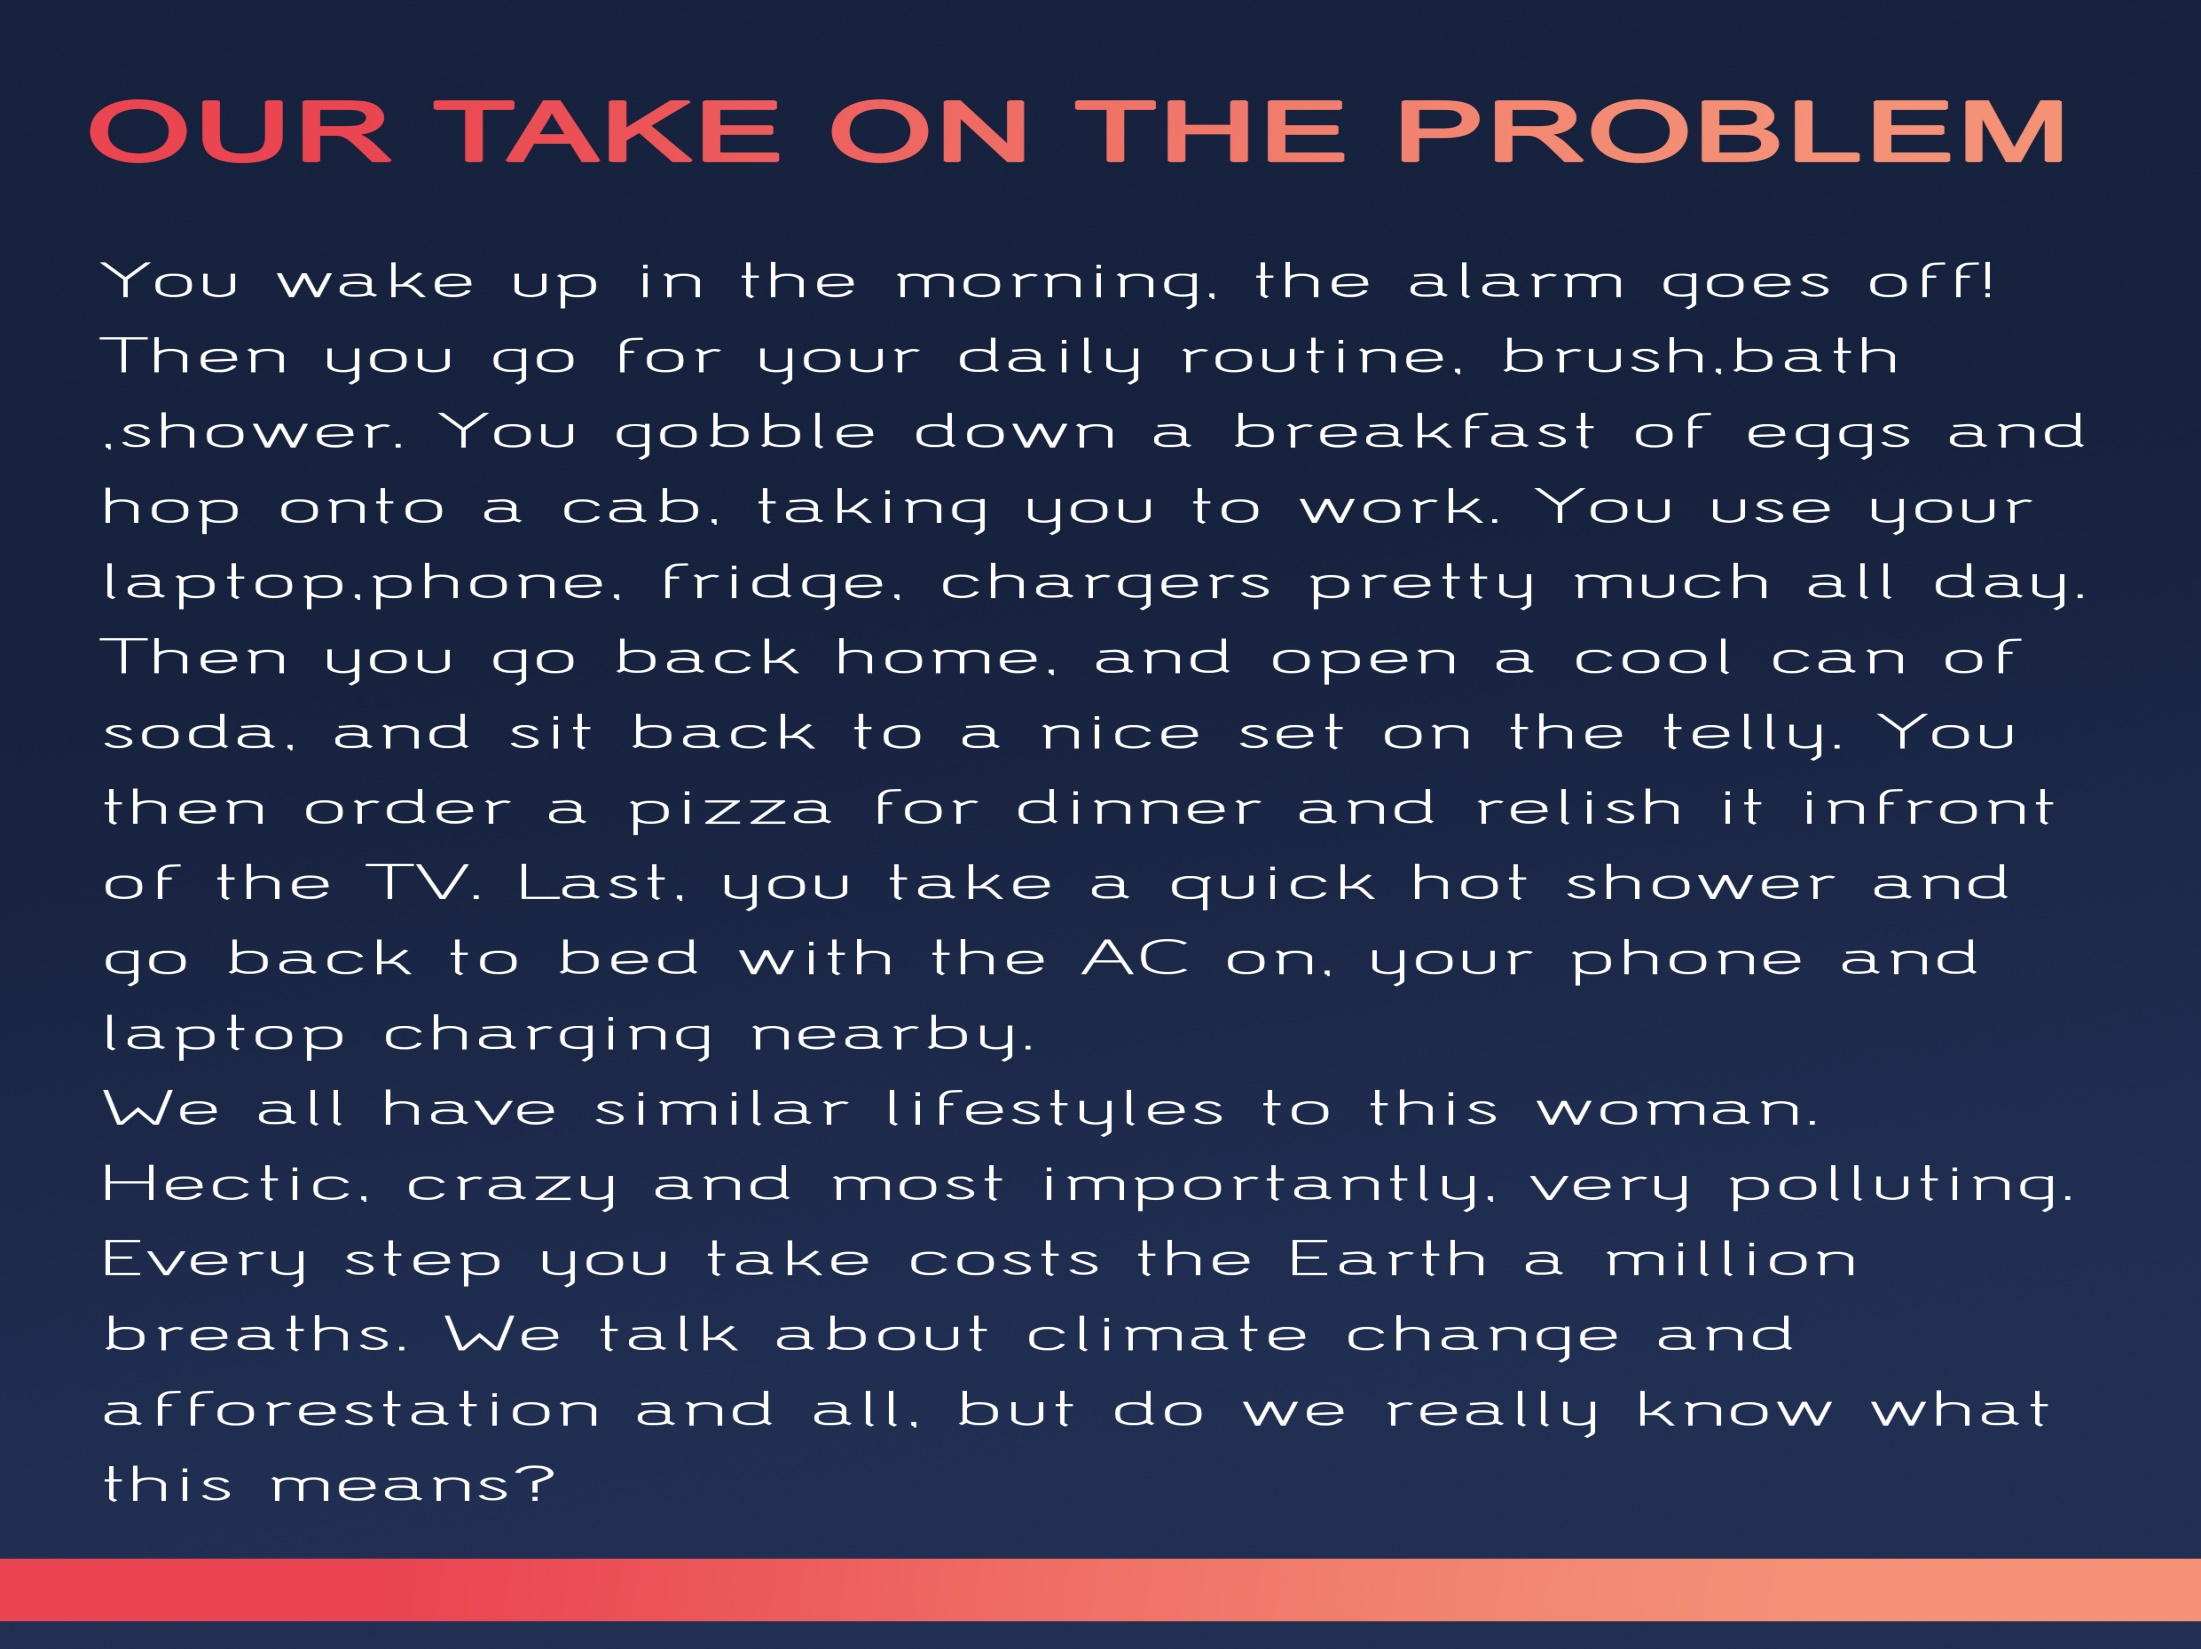 OUR TAKE ON THE PROBLEM
You wake up in the morning, the alarm goes off!
Then you go for your daily routine, brush,bath
,shower. You gobble down a breakfast of eggs and
hop onto a cab, taking you to work. You use your
laptop,phone, fridge, chargers pretty much all day.
Then you go back home, and open a cool can of
soda, and sit back to a nice set on the telly. You
then order a pizza for dinner and relish it infront
of the TV. Last, you take a quick hot shower and
go back to bed with the AC on, your phone and
laptop charging nearby.
We all have similar lifestyles to this woman.
Hectic, crazy and most importantly, very polluting.
Every step you take costs the Earth a million
breaths. We talk about climate change and
afforestation and all, but do we really know what
this means?